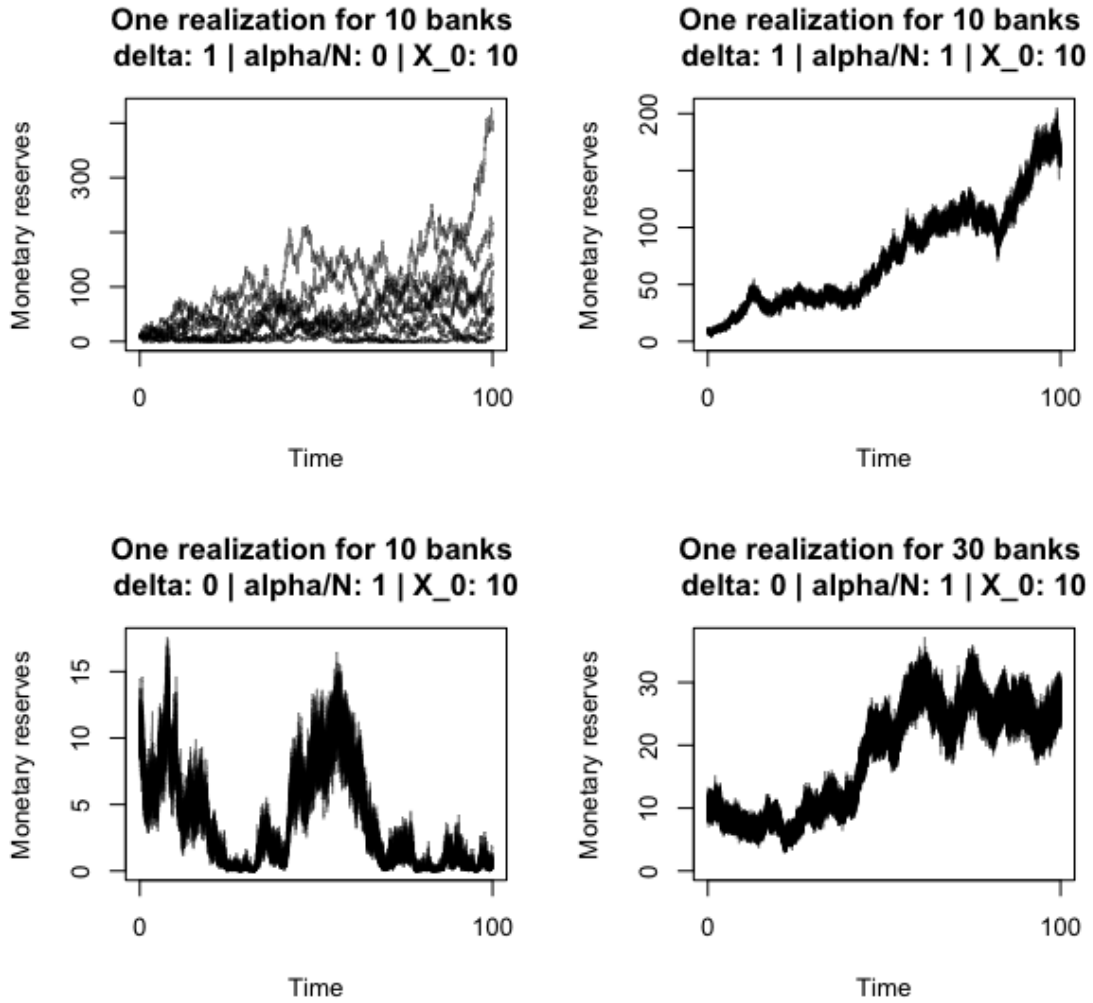 One realization for 10 banks
delta: 1 | alpha/N: 0 | X_0: 10
Monetary reserves
300
100
0
0
100
Time
One realization for 10 banks
delta: 1 | alpha/N: 1 | X_0: 10
Monetary reserves
200
100
50
0
0
100
Time
One realization for 10 banks
delta: 0 | alpha/N: 1 | X_0: 10
Monetary reserves
15
10
5
0
0
100
Time
One realization for 30 banks
delta: 0 | alpha/N: 1 | X_0: 10
Monetary reserves
30
20
10
0
0
100
Time